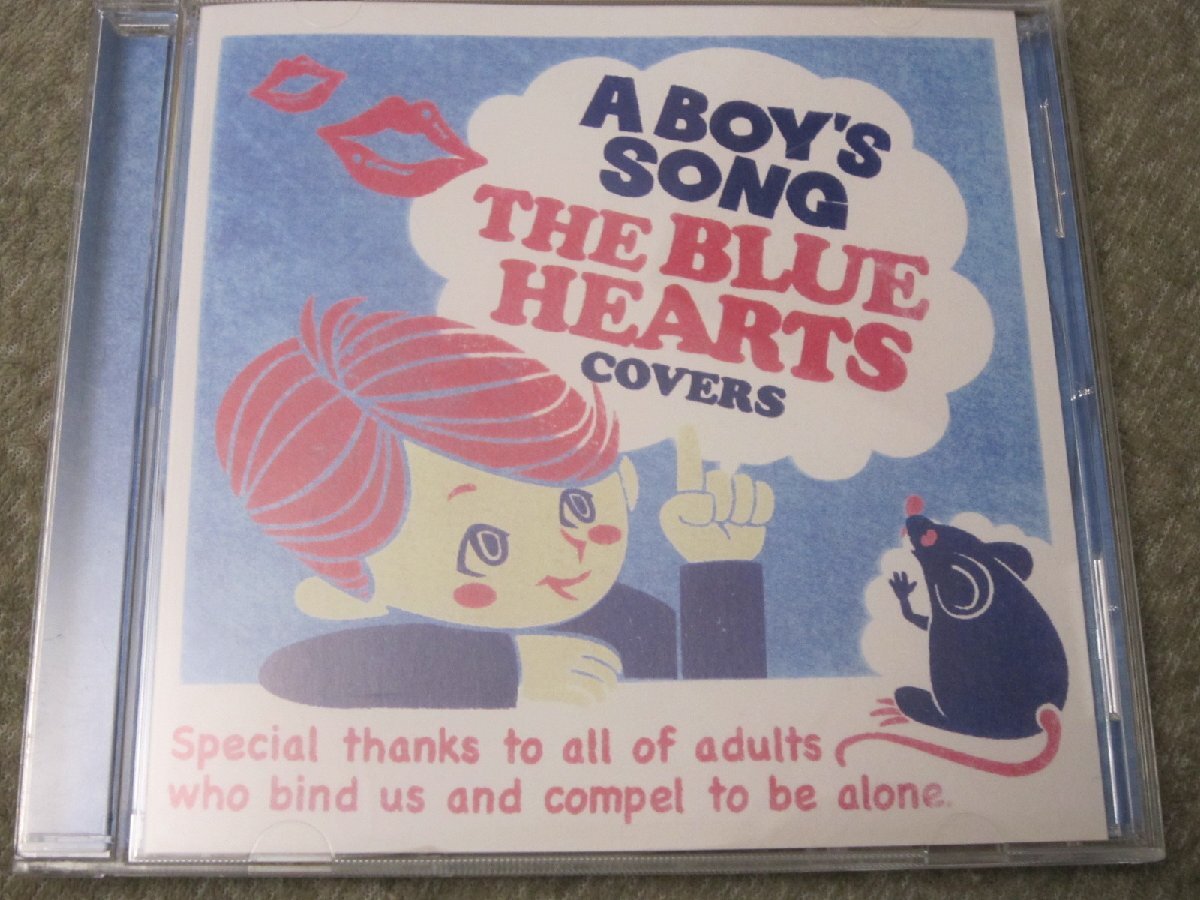 A BOY'S
SONG
THE BLUE
HEARTS
COVERS
Special thanks to all of adults
who bind us and compel to be alone.